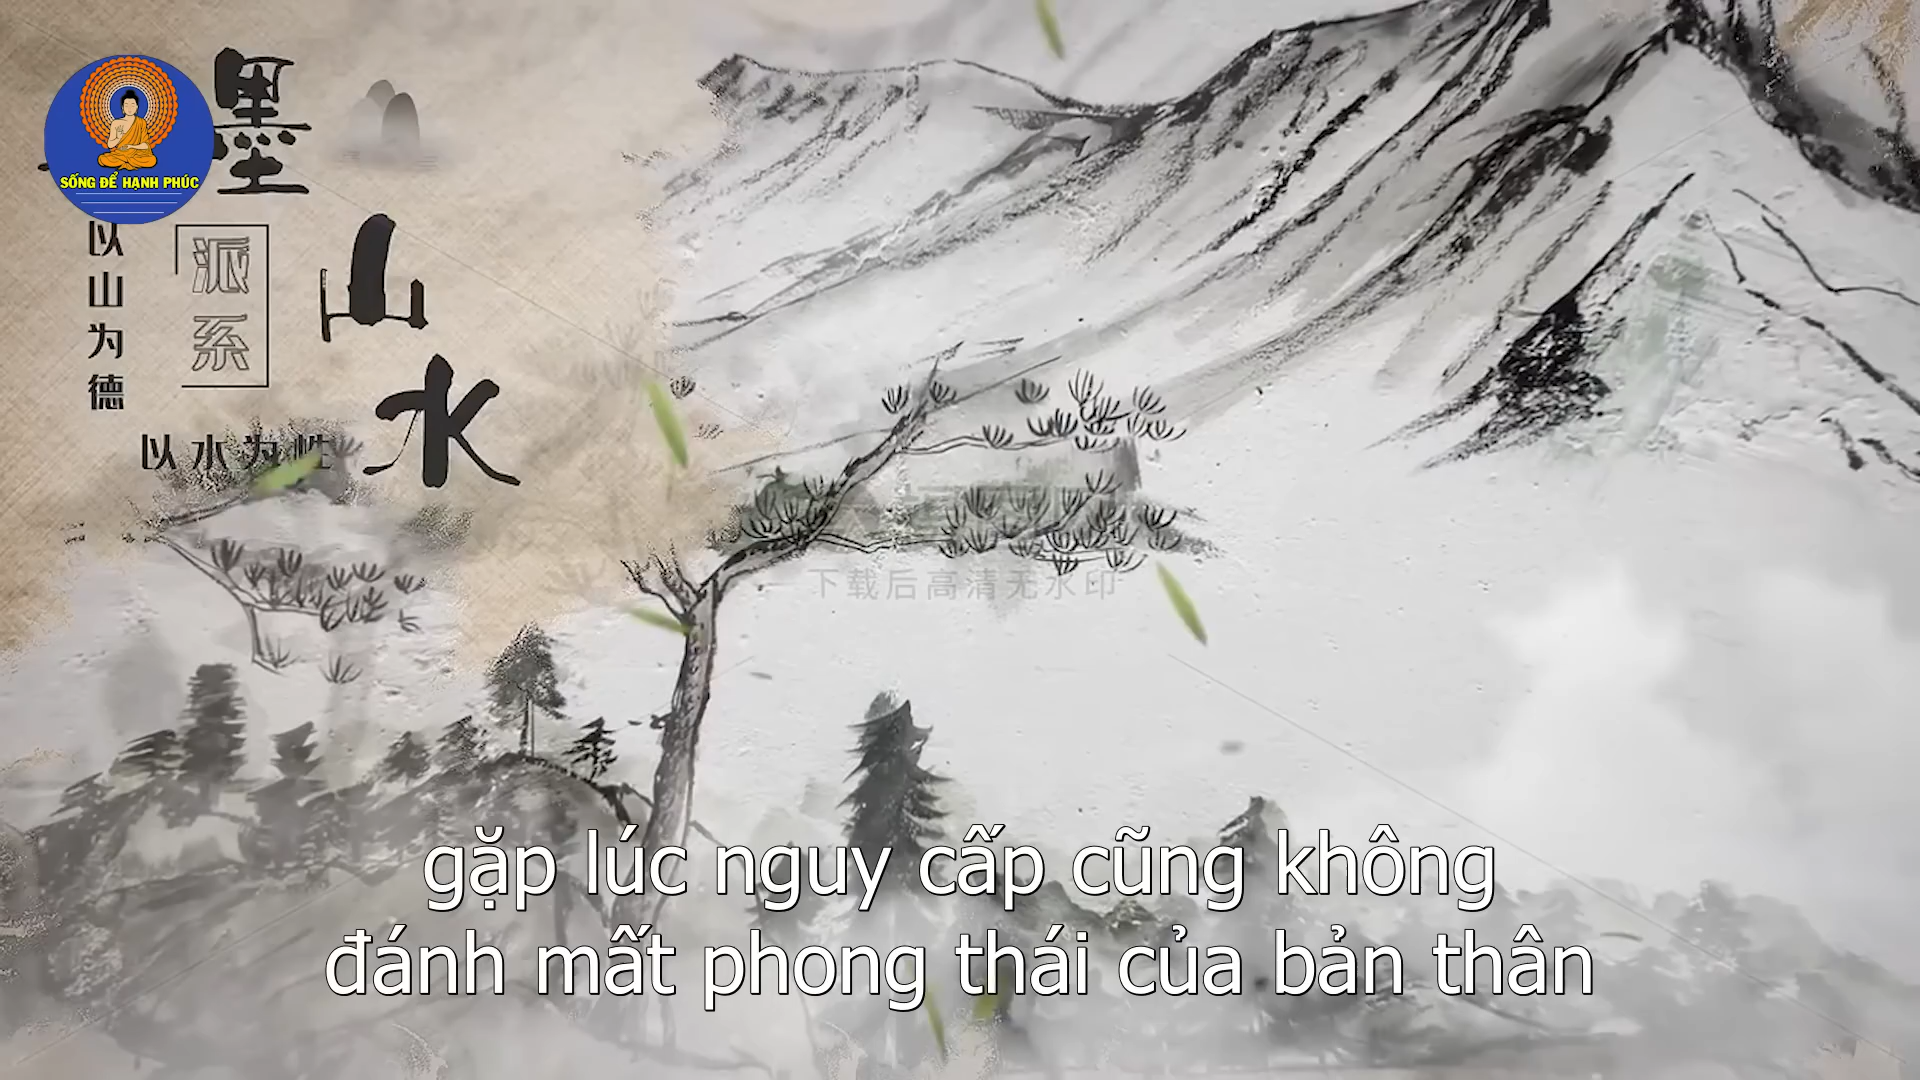 SỐNG ĐỂ HẠNH PHÚC
墨
山
水
派系
以山为德
以水为性
下载后高清无水印
gặp lúc nguy cấp cũng không
đánh mất phong thái của bản thân